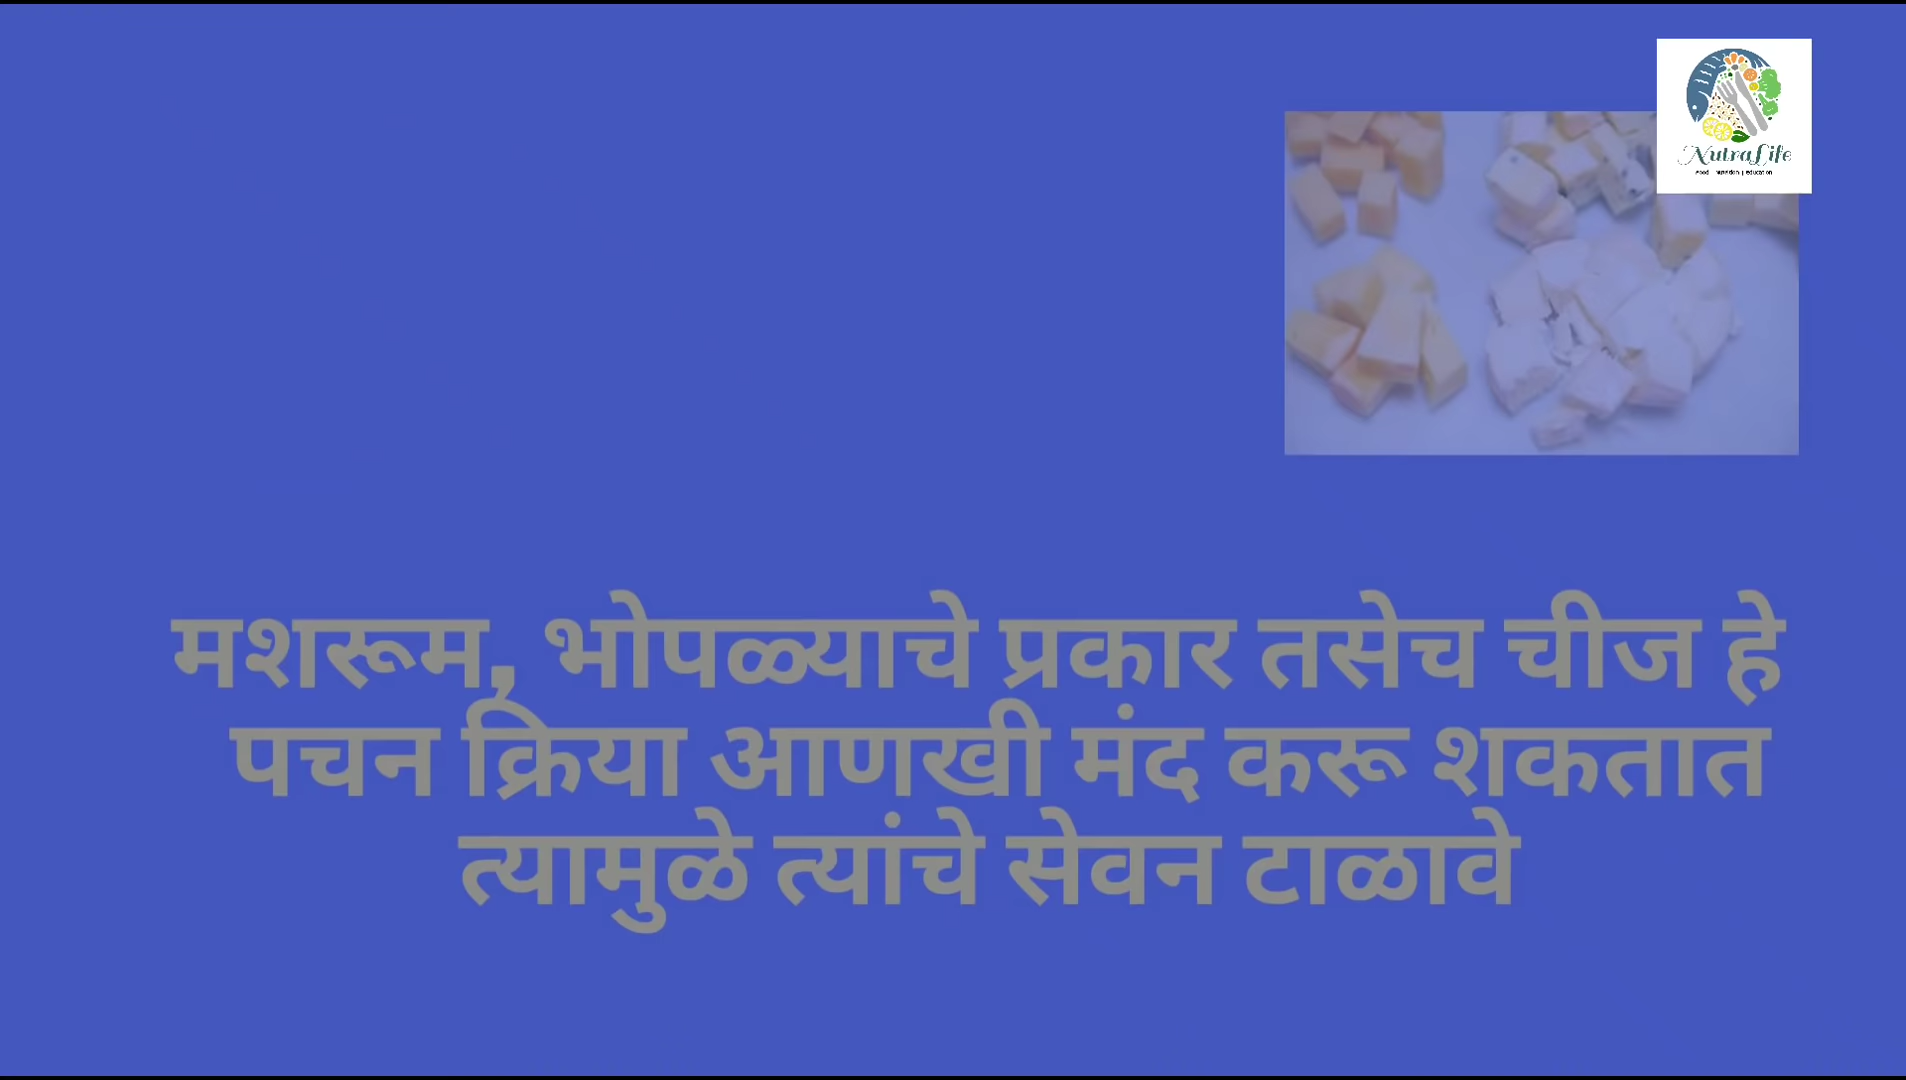 NutraLife
मशरूम, भोपळ्याचे प्रकार तसेच चीज हे
पचन क्रिया आणखी मंद करू शकतात
त्यामुळे त्यांचे सेवन टाळावे